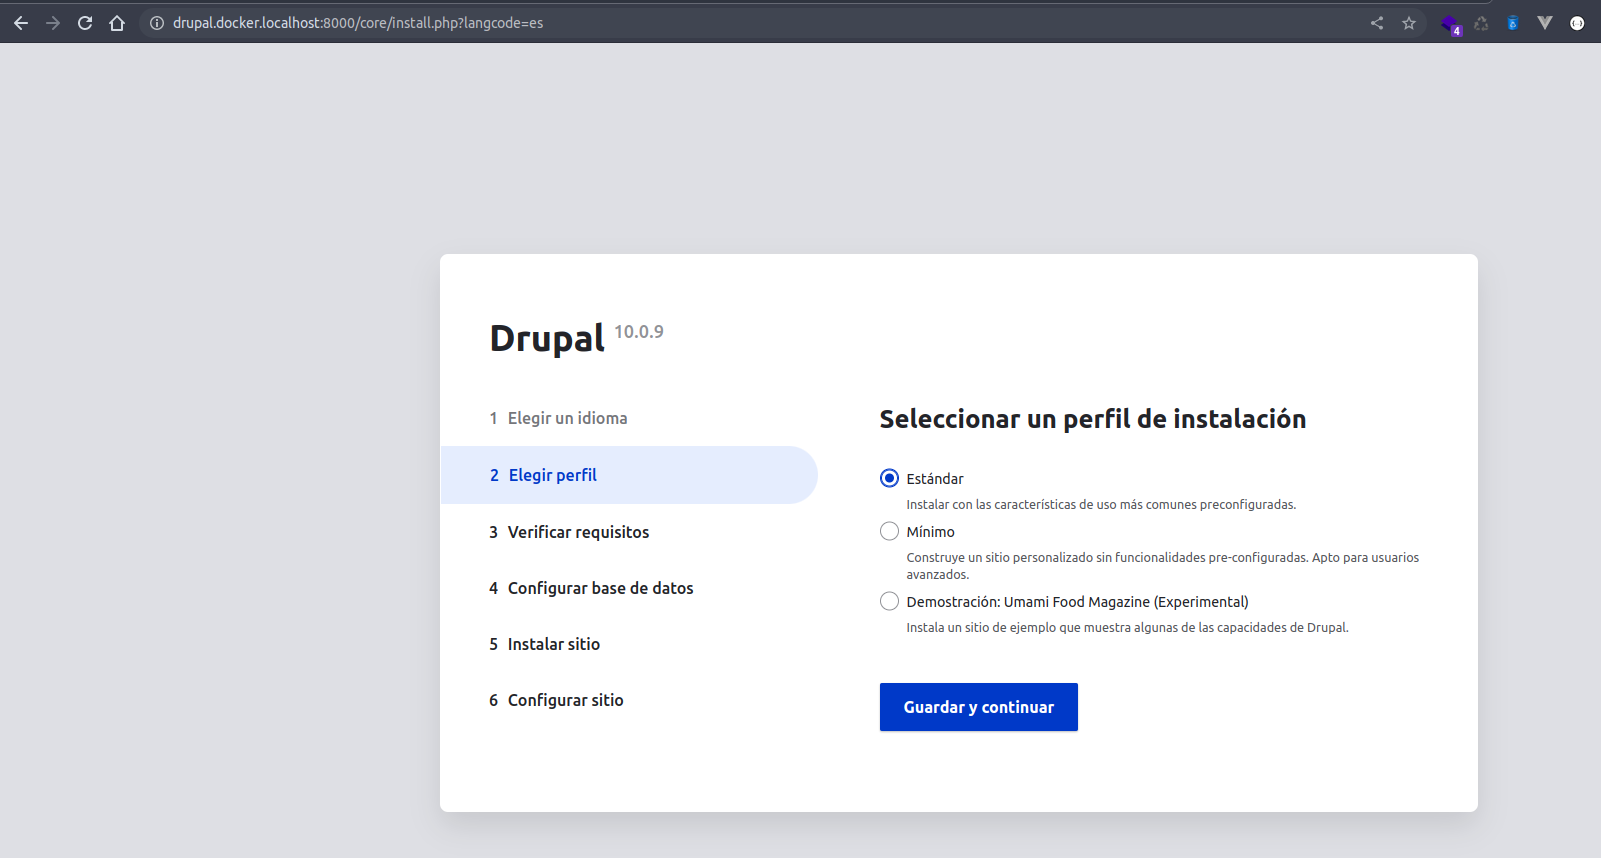 drupal.docker.localhost:8000/core/install.php?langcode=es
4
Drupal 10.0.9
1 Elegir un idioma
2 Elegir perfil
3 Verificar requisitos
4 Configurar base de datos
5 Instalar sitio
6 Configurar sitio
Seleccionar un perfil de instalación
Estándar
Instalar con las características de uso más comunes preconfiguradas.
Mínimo
Construye un sitio personalizado sin funcionalidades pre-configuradas. Apto para usuarios
avanzados.
Demostración: Umami Food Magazine (Experimental)
Instala un sitio de ejemplo que muestra algunas de las capacidades de Drupal.
Guardar y continuar